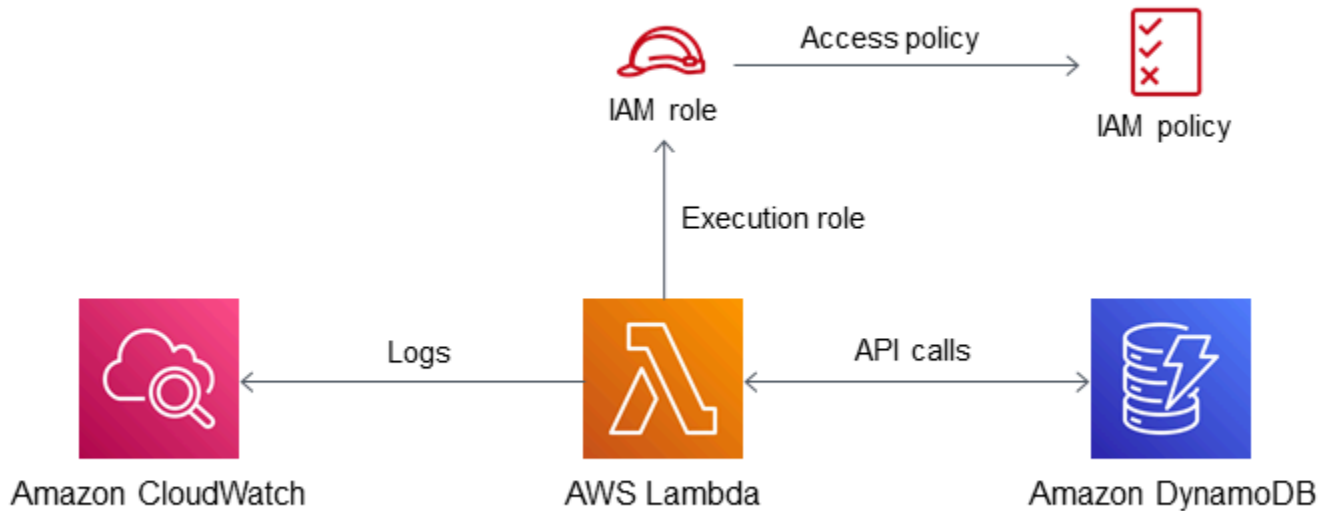 Access policy
IAM role
IAM policy
Execution role
Logs
API calls
Amazon CloudWatch
AWS Lambda
Amazon DynamoDB